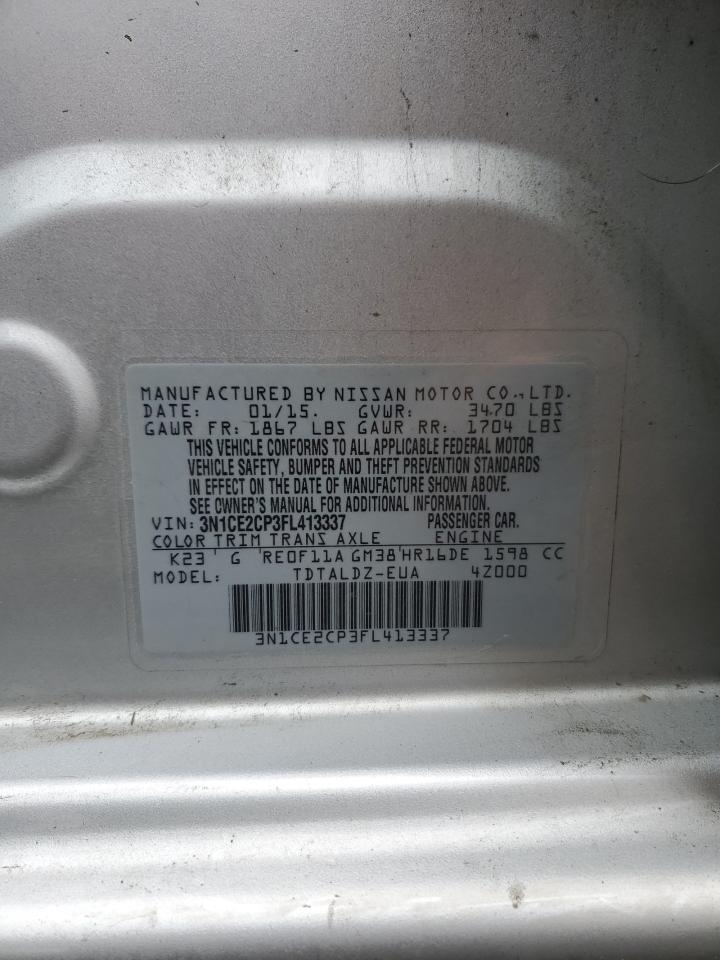 MANUFACTURED BY NISSAN MOTOR CO., LTD.
DATE: 01/15. GVWR: 3470 LBS
GAWR FR: 1867 LBS GAWR RR: 1704 LBS
THIS VEHICLE CONFORMS TO ALL APPLICABLE FEDERAL MOTOR
VEHICLE SAFETY, BUMPER AND THEFT PREVENTION STANDARDS
IN EFFECT ON THE DATE OF MANUFACTURE SHOWN ABOVE.
SEE OWNER'S MANUAL FOR ADDITIONAL INFORMATION.
VIN: 3N1CE2CP3FL413337 PASSENGER CAR.
COLOR TRIM TRANS AXLE ENGINE
K23 G RE0F11A GM38 HR16DE 1598 CC
MODEL: TDTALDZ-EUA 4Z000
3N1CE2CP3FL413337